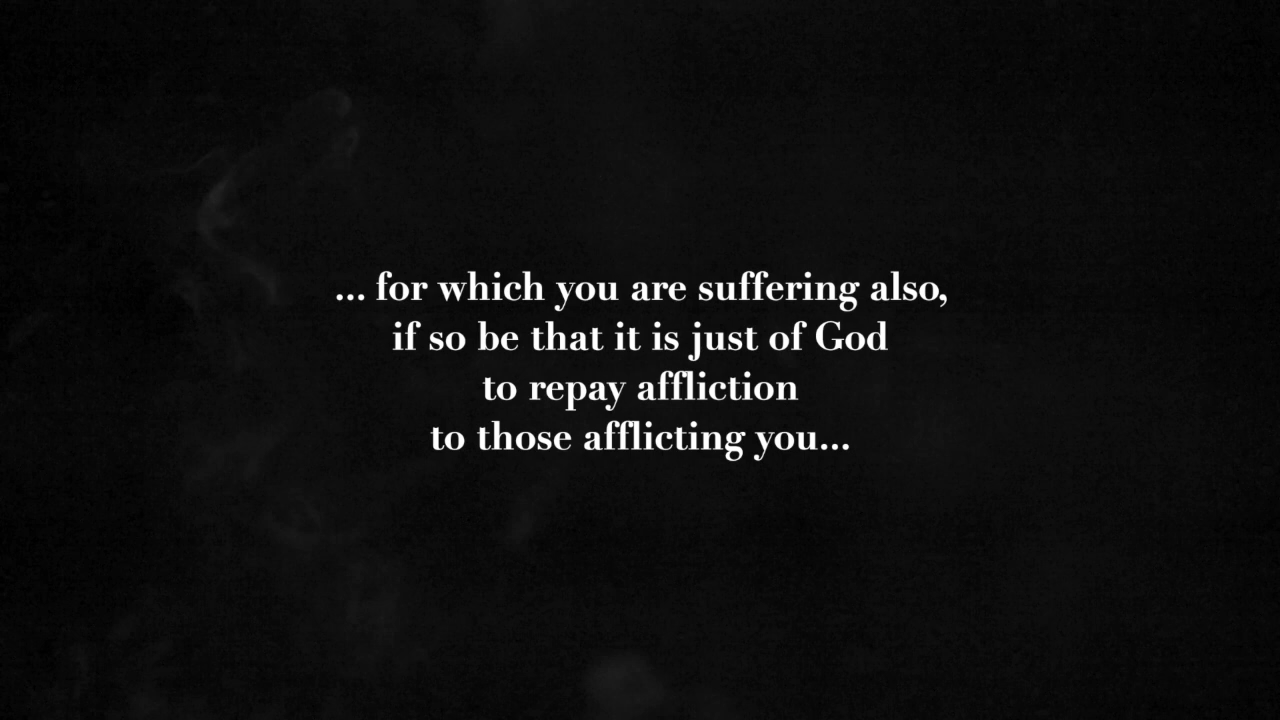 ... for which you are suffering also,
if so be that it is just of God
to repay affliction
to those afflicting you...